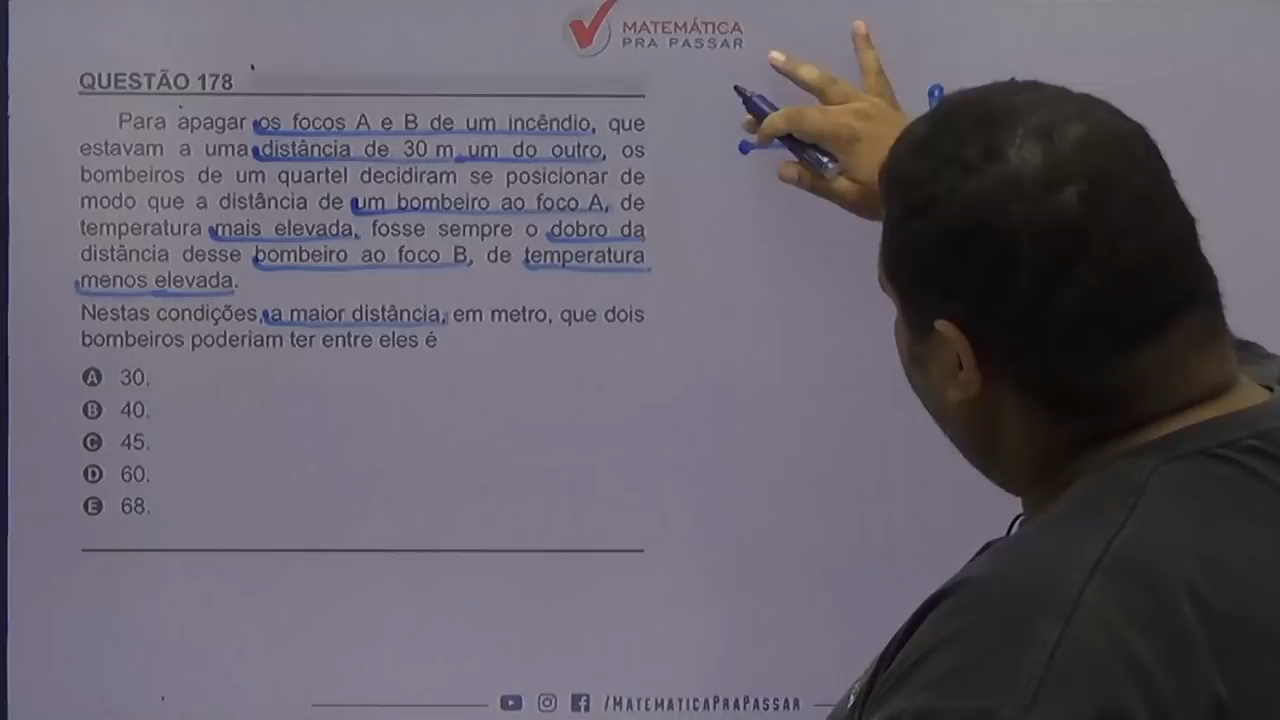 MATEMÁTICA
PRA PASSAR
QUESTÃO 178
Para apagar os focos A e B de um incêndio, que
estavam a uma distância de 30 m um do outro, os
bombeiros de um quartel decidiram se posicionar de
modo que a distância de um bombeiro ao foco A, de
temperatura mais elevada, fosse sempre o dobro da
distância desse bombeiro ao foco B, de temperatura
menos elevada.
Nestas condições, a maior distância, em metro, que dois
bombeiros poderiam ter entre eles é
A 30.
B 40.
C 45.
D 60.
E 68.
/MATEMATICAPRAPASSAR